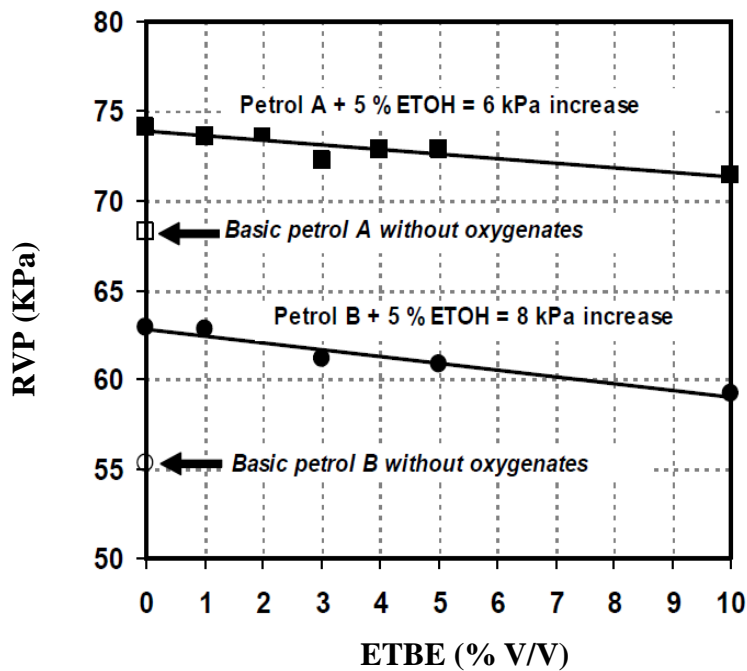 80
Petrol A + 5 % ETOH = 6 kPa increase
75
70
Basic petrol A without oxygenates
65
Petrol B + 5 % ETOH = 8 kPa increase
60
55
Basic petrol B without oxygenates
50
RVP (KPa)
0 1 2 3 4 5 6 7 8 9 10
ETBE (% V/V)